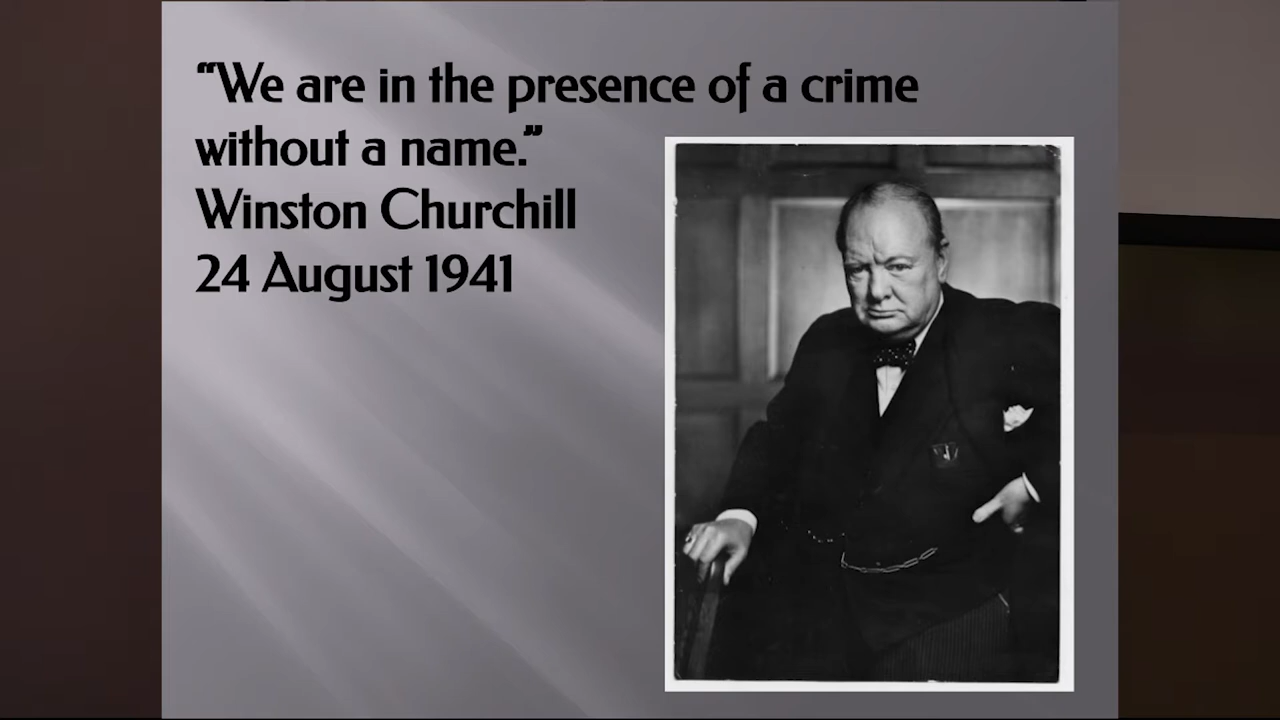 “We are in the presence of a crime
without a name.”
Winston Churchill
24 August 1941